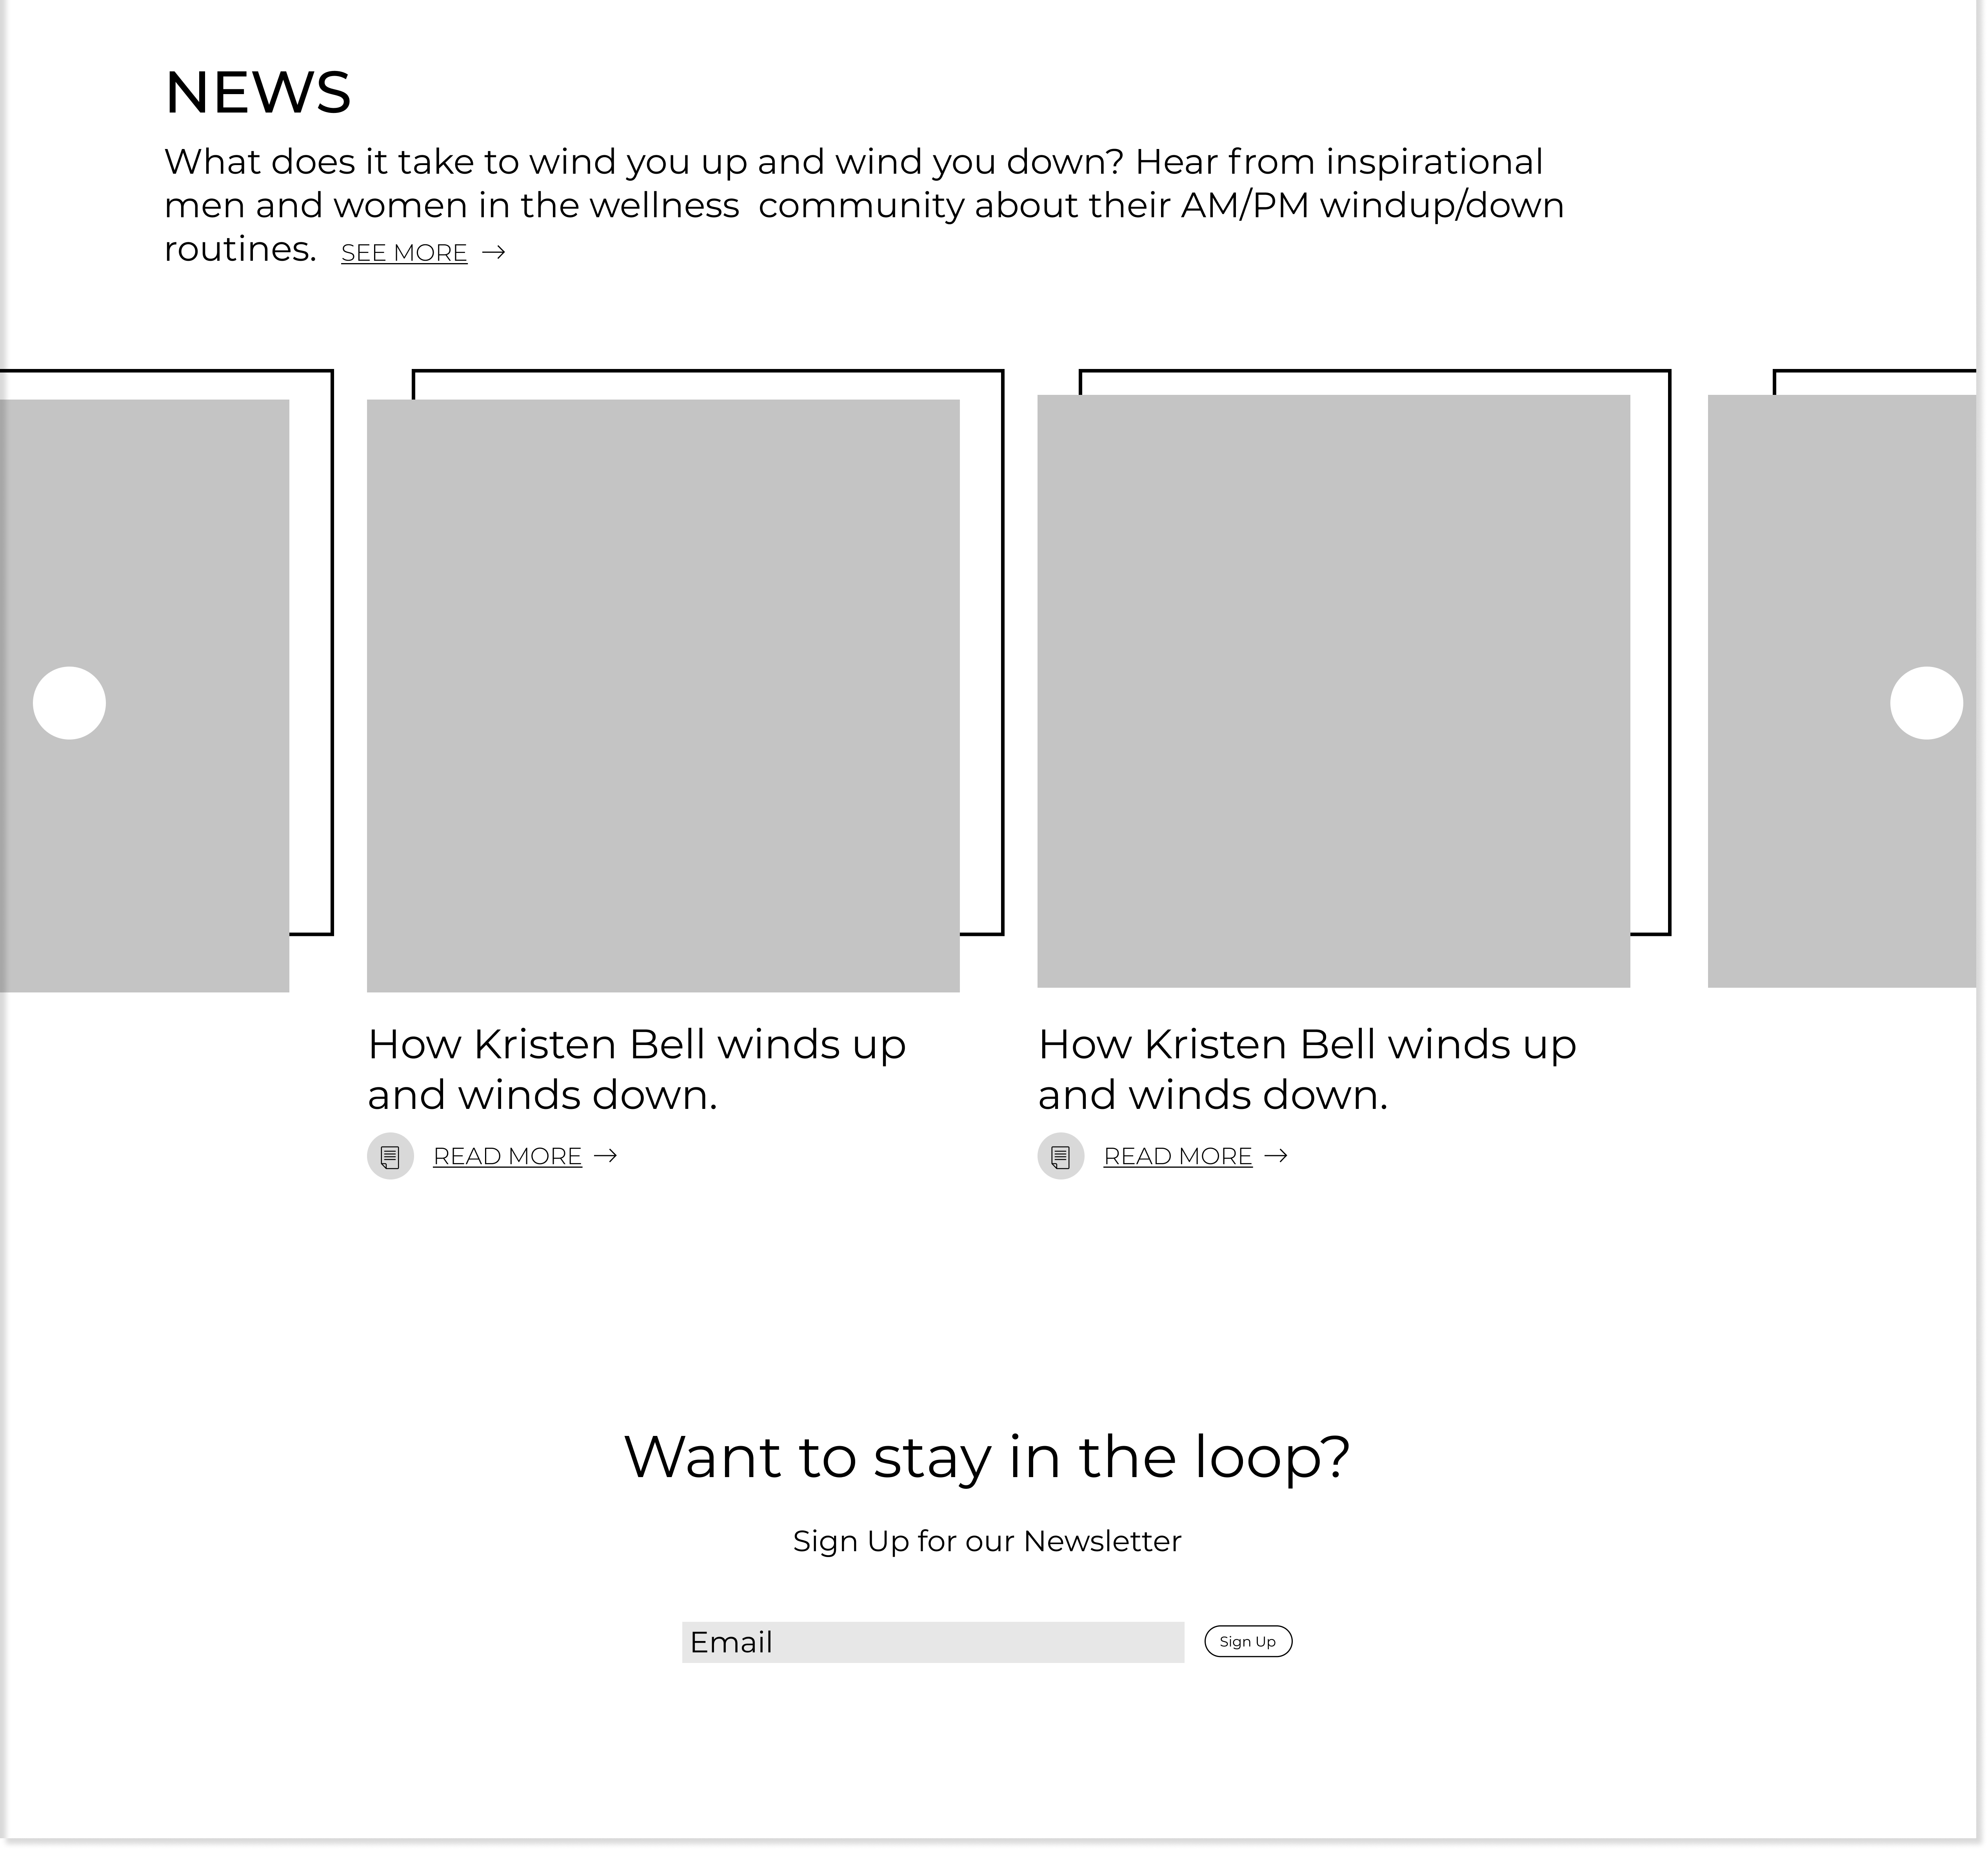 NEWS
What does it take to wind you up and wind you down? Hear from inspirational
men and women in the wellness  community about their AM/PM windup/down
routines. SEE MORE →
How Kristen Bell winds up
and winds down.
READ MORE →
How Kristen Bell winds up
and winds down.
READ MORE →
Want to stay in the loop?
Sign Up for our Newsletter
Email
Sign Up